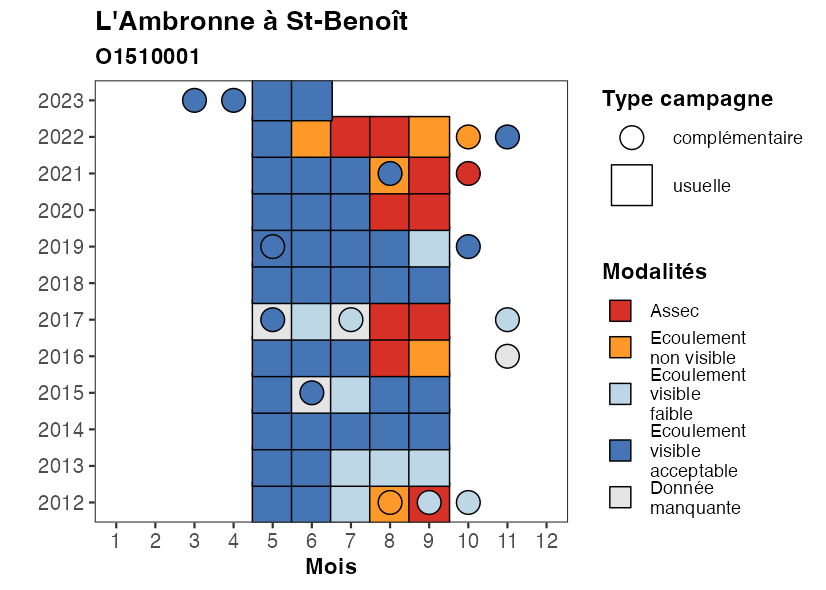 L'Ambronne à St-Benoît
O1510001
2023
2022
2021
2020
2019
2018
2017
2016
2015
2014
2013
2012
1 2 3 4 5 6 7 8 9 10 11 12
Mois
Type campagne
complémentaire
usuelle
Modalités
Assec
Ecoulement
non visible
Ecoulement
visible
faible
Ecoulement
visible
acceptable
Donnée
manquante